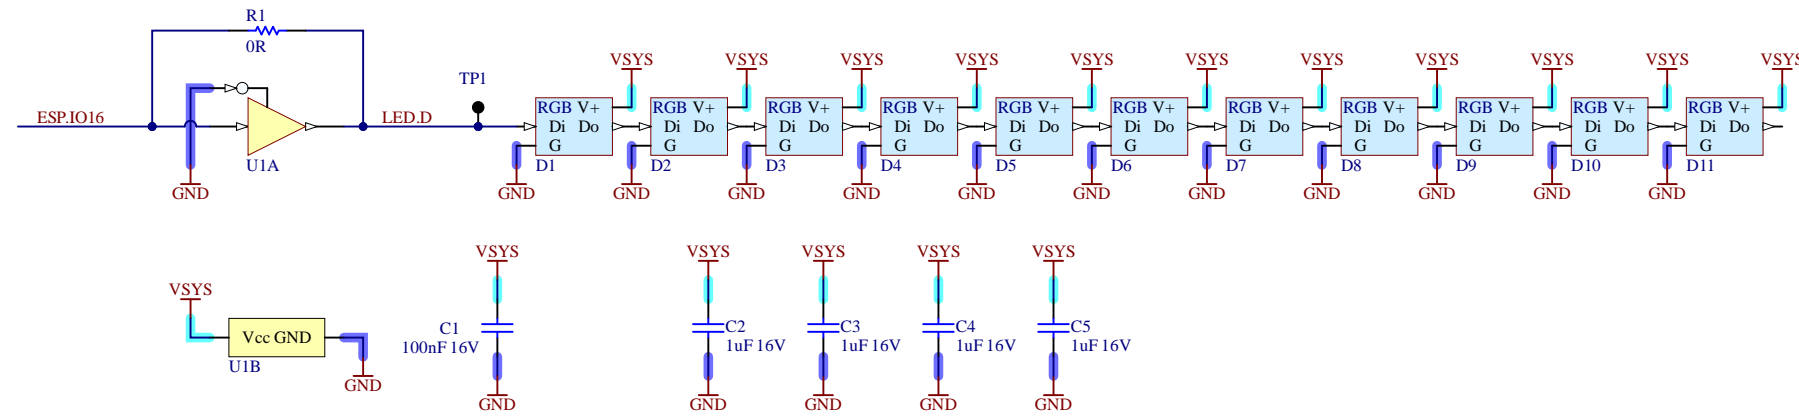 R1
0R
ESP.IO16
U1A
GND
LED.D
TP1
VSYS VSYS VSYS VSYS VSYS VSYS VSYS VSYS VSYS VSYS VSYS
RGB V+ RGB V+ RGB V+ RGB V+ RGB V+ RGB V+ RGB V+ RGB V+ RGB V+ RGB V+ RGB V+
Di Do Di Do Di Do Di Do Di Do Di Do Di Do Di Do Di Do Di Do Di Do
G G G G G G G G G G G
D1 D2 D3 D4 D5 D6 D7 D8 D9 D10 D11
GND GND GND GND GND GND GND GND GND GND GND
VSYS
Vcc GND
U1B
GND
VSYS
C1
100nF 16V
GND
VSYS
C2
1uF 16V
GND
VSYS
C3
1uF 16V
GND
VSYS
C4
1uF 16V
GND
VSYS
C5
1uF 16V
GND